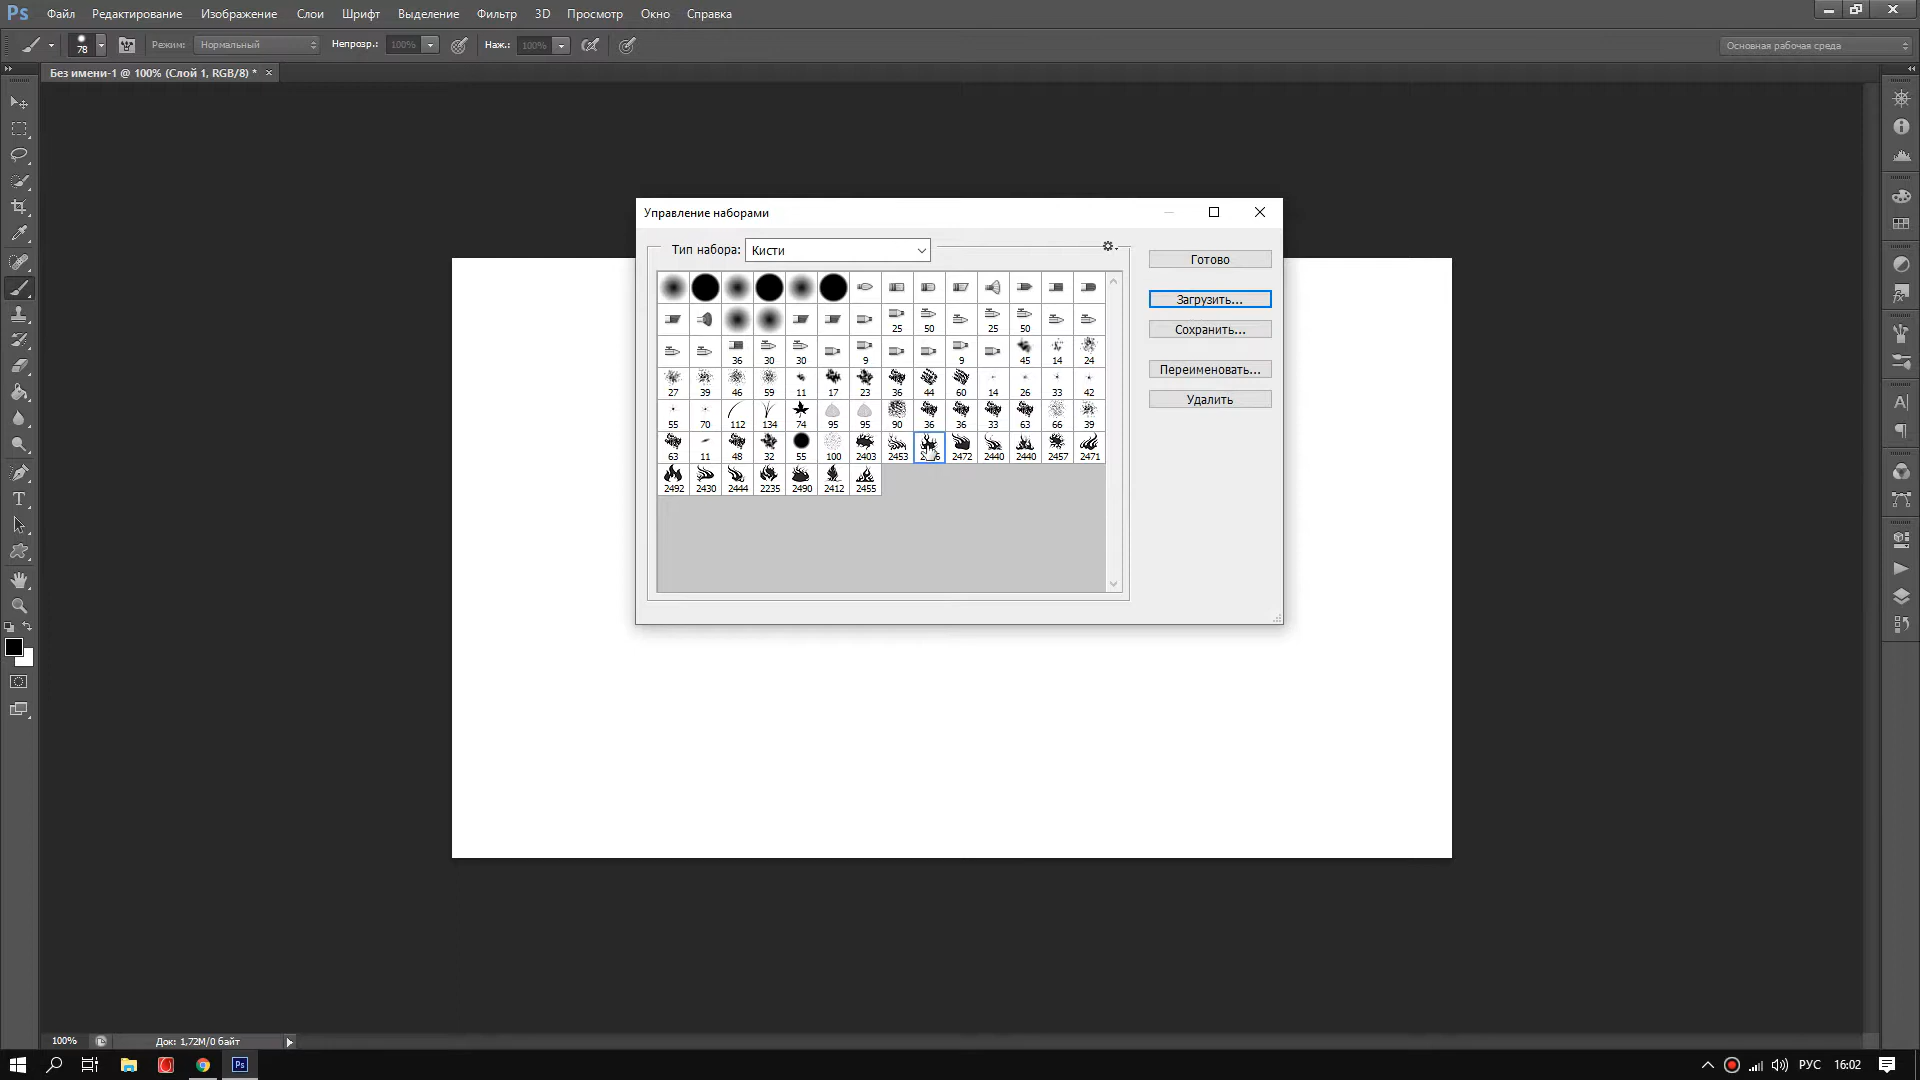 Ps Файл Редактирование Изображение Слои Шрифт Выделение Фильтр 3D Просмотр Окно Справка
78 Режим: Нормальный Непрозр.: 100% Наж.: 100% Основная рабочая среда
Без имени-1 @ 100% (Слой 1, RGB/8) * ×
Управление наборами
Тип набора: Кисти
Готово
Загрузить...
Сохранить...
Переименовать...
Удалить
25 50 25 50
36 30 30 9 9 45 14 24
27 39 46 59 11 17 23 36 44 60 14 26 33 42
55 70 112 134 74 95 95 90 36 36 33 63 66 39
63 11 48 32 55 100 2403 2453 2472 2440 2440 2457 2471
2492 2430 2444 2235 2490 2412 2455
100% Док: 1,72M/0 байт
Ps РУС 16:02